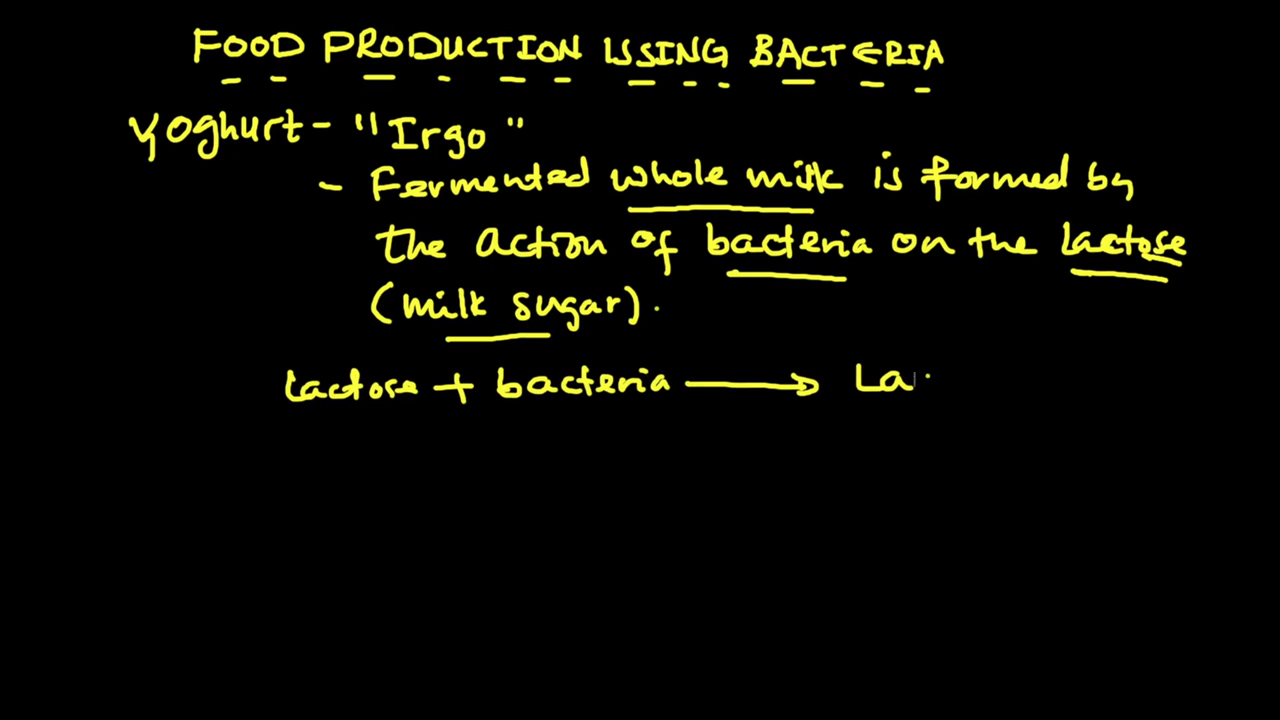 FOOD PRODUCTION USING BACTERIA
Yoghurt - "Irgo"
- Fermented whole milk is formed by
the action of bacteria on the lactose
(milk sugar).
Lactose + bacteria → La